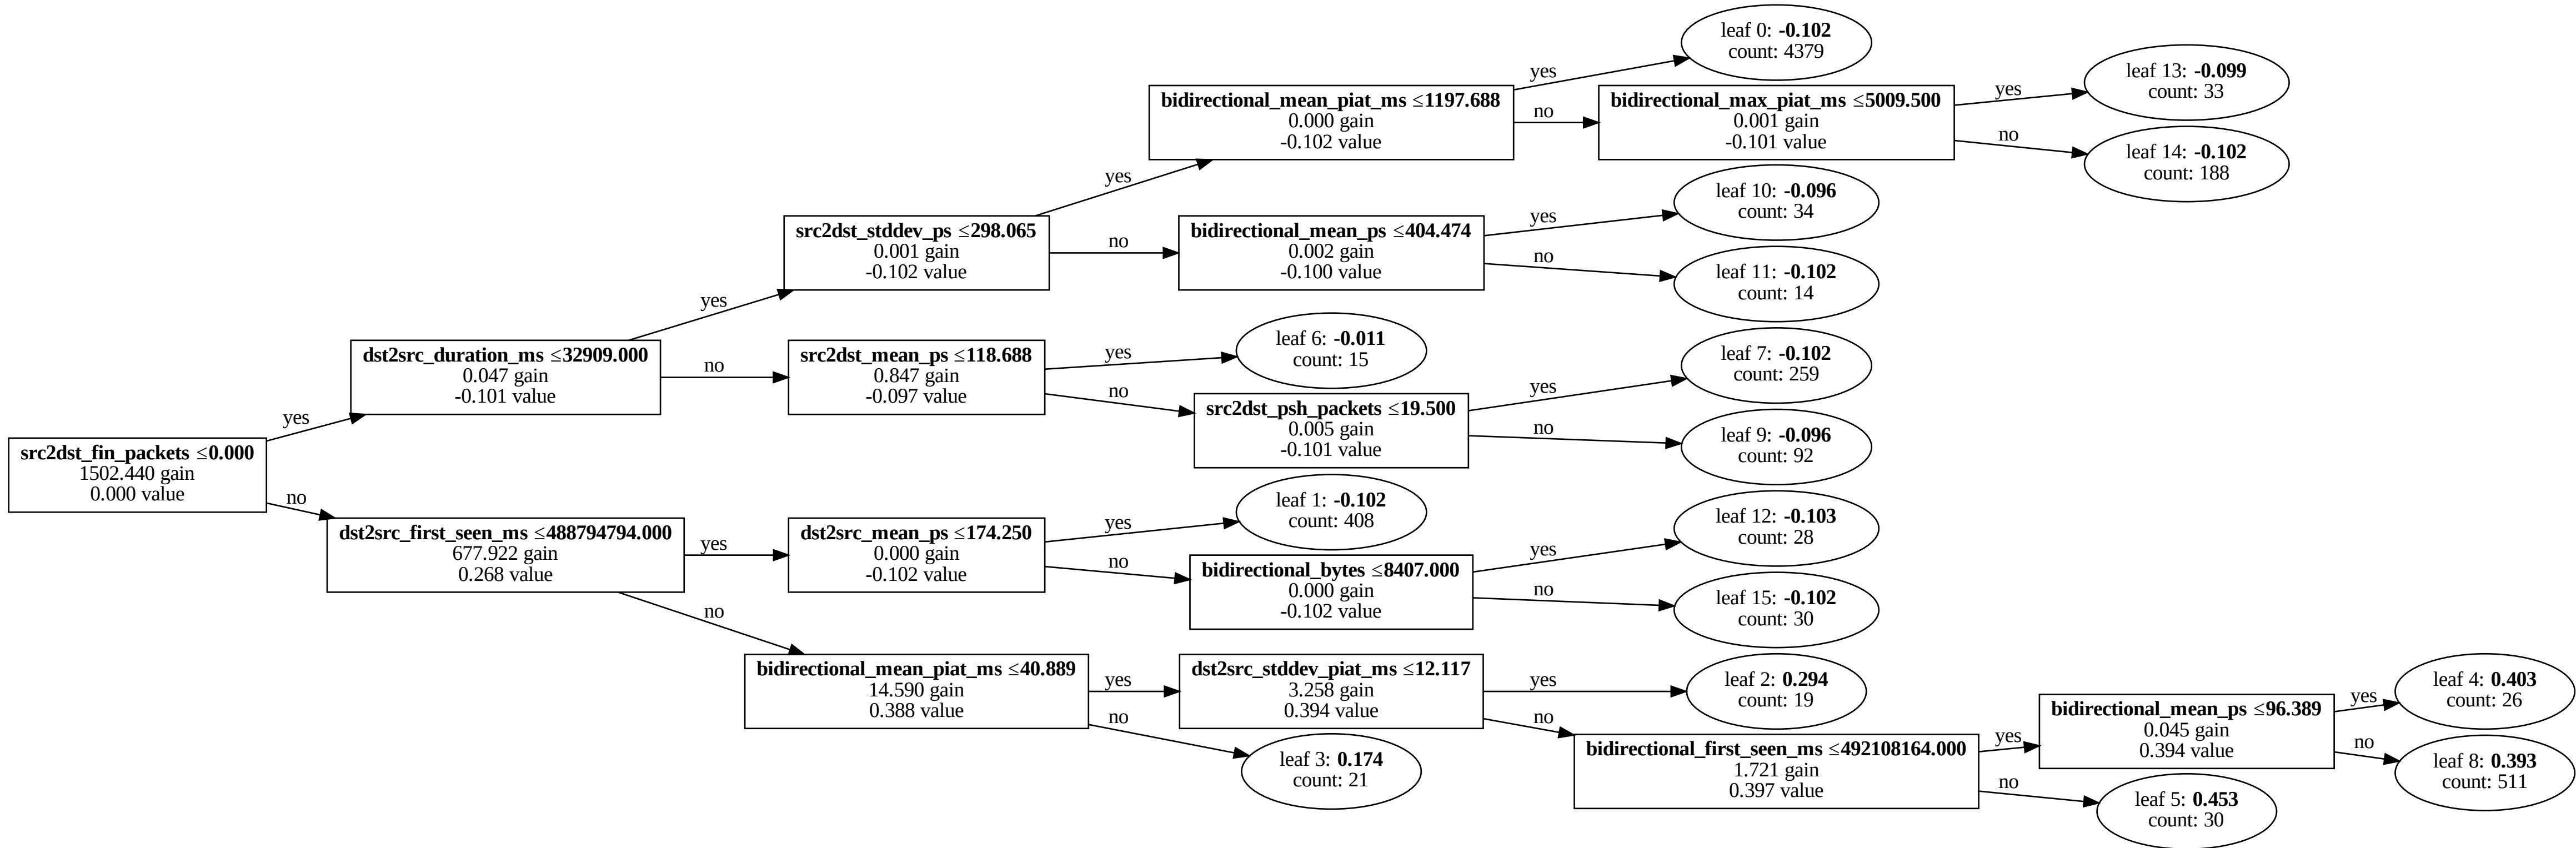 src2dst_fin_packets ≤0.000
1502.440 gain
0.000 value
yes
no
dst2src_duration_ms ≤32909.000
0.047 gain
-0.101 value
yes
no
src2dst_stddev_ps ≤298.065
0.001 gain
-0.102 value
yes
no
bidirectional_mean_piat_ms ≤1197.688
0.000 gain
-0.102 value
yes
no
leaf 0: -0.102
count: 4379
bidirectional_max_piat_ms ≤5009.500
0.001 gain
-0.101 value
yes
no
leaf 13: -0.099
count: 33
leaf 14: -0.102
count: 188
bidirectional_mean_ps ≤404.474
0.002 gain
-0.100 value
yes
no
leaf 10: -0.096
count: 34
leaf 11: -0.102
count: 14
src2dst_mean_ps ≤118.688
0.847 gain
-0.097 value
yes
no
leaf 6: -0.011
count: 15
src2dst_psh_packets ≤19.500
0.005 gain
-0.101 value
yes
no
leaf 7: -0.102
count: 259
leaf 9: -0.096
count: 92
dst2src_first_seen_ms ≤488794794.000
677.922 gain
0.268 value
yes
no
dst2src_mean_ps ≤174.250
0.000 gain
-0.102 value
yes
no
leaf 1: -0.102
count: 408
bidirectional_bytes ≤8407.000
0.000 gain
-0.102 value
yes
no
leaf 12: -0.103
count: 28
leaf 15: -0.102
count: 30
bidirectional_mean_piat_ms ≤40.889
14.590 gain
0.388 value
yes
no
dst2src_stddev_piat_ms ≤12.117
3.258 gain
0.394 value
yes
no
leaf 2: 0.294
count: 19
leaf 3: 0.174
count: 21
bidirectional_first_seen_ms ≤492108164.000
1.721 gain
0.397 value
yes
no
bidirectional_mean_ps ≤96.389
0.045 gain
0.394 value
yes
no
leaf 4: 0.403
count: 26
leaf 8: 0.393
count: 511
leaf 5: 0.453
count: 30